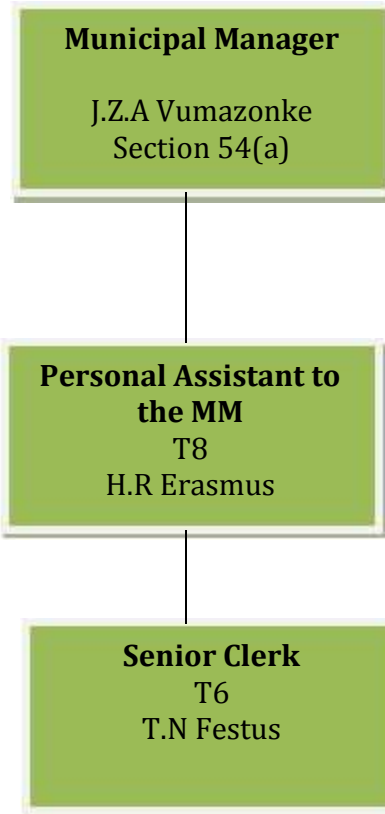 Municipal Manager
J.Z.A Vumazonke
Section 54(a)
Personal Assistant to
the MM
T8
H.R Erasmus
Senior Clerk
T6
T.N Festus